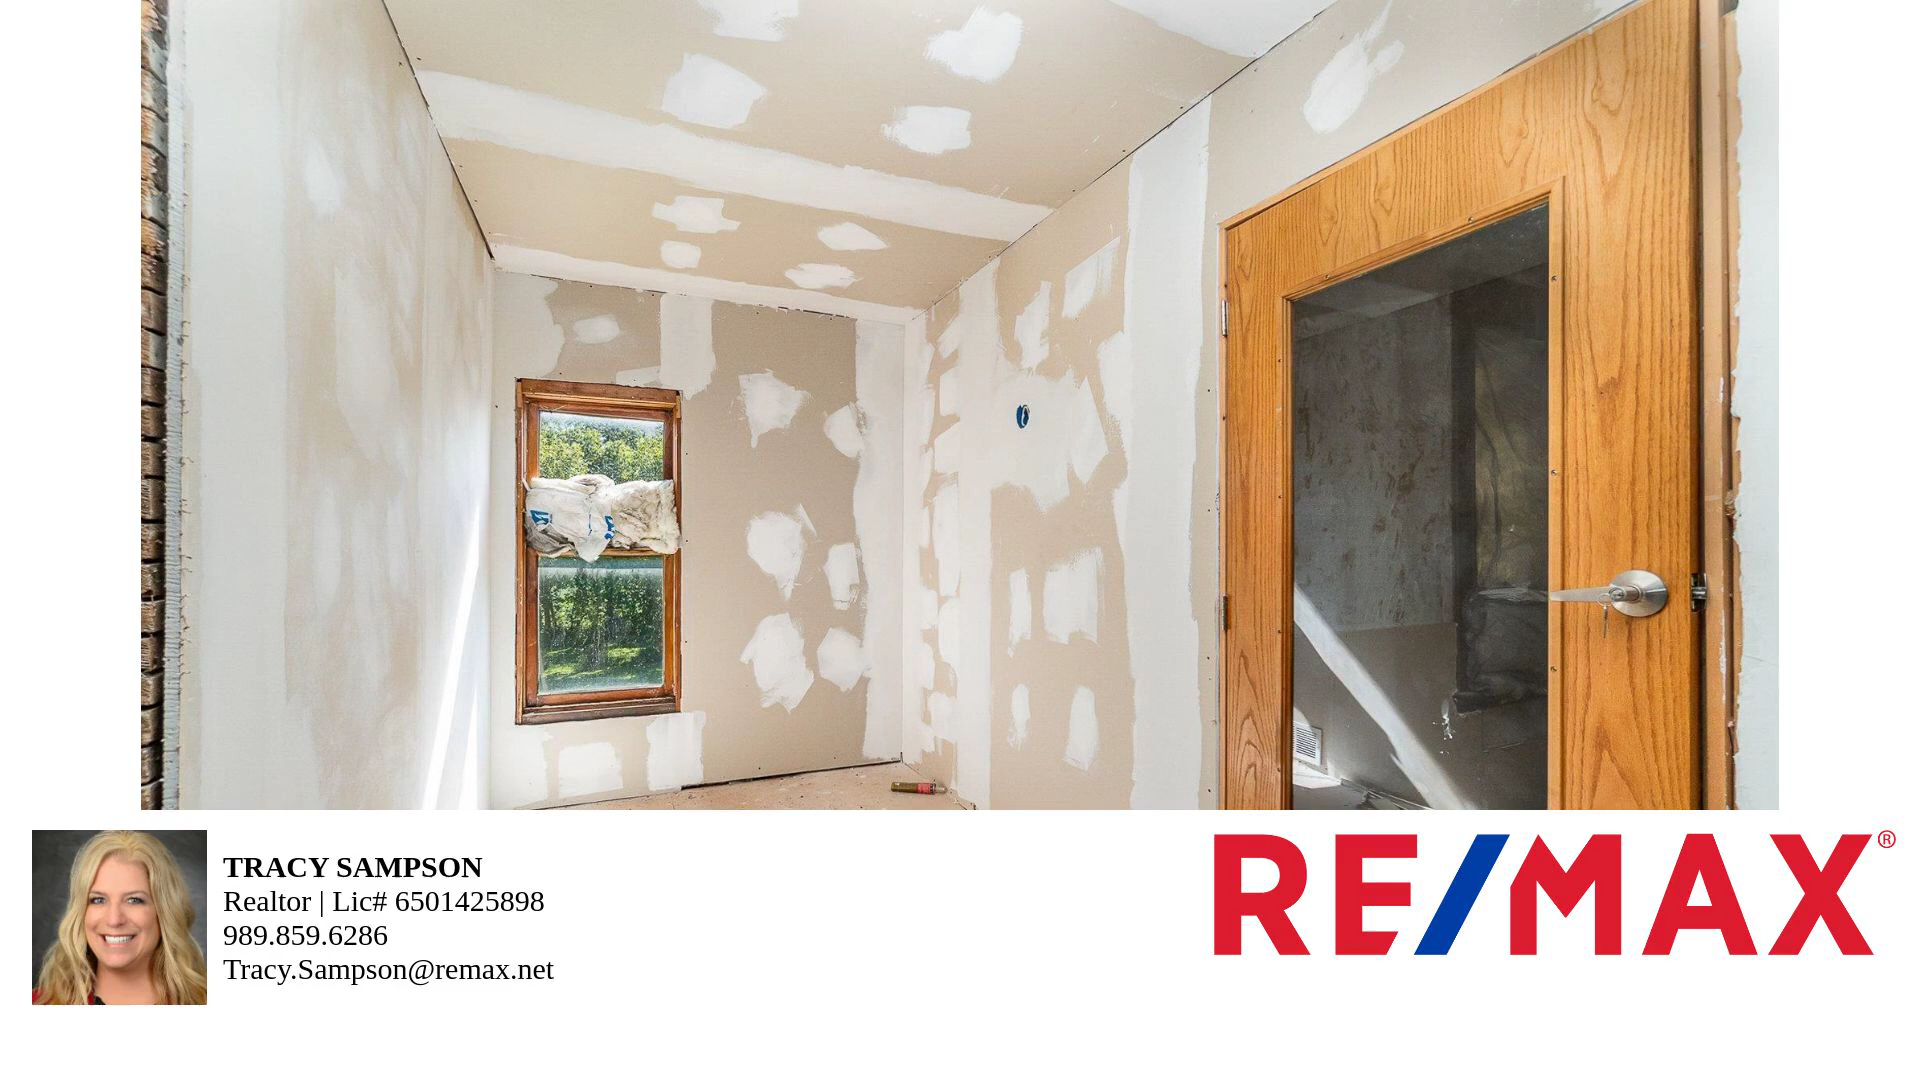 TRACY SAMPSON
Realtor | Lic# 6501425898
989.859.6286
Tracy.Sampson@remax.net
RE/MAX®